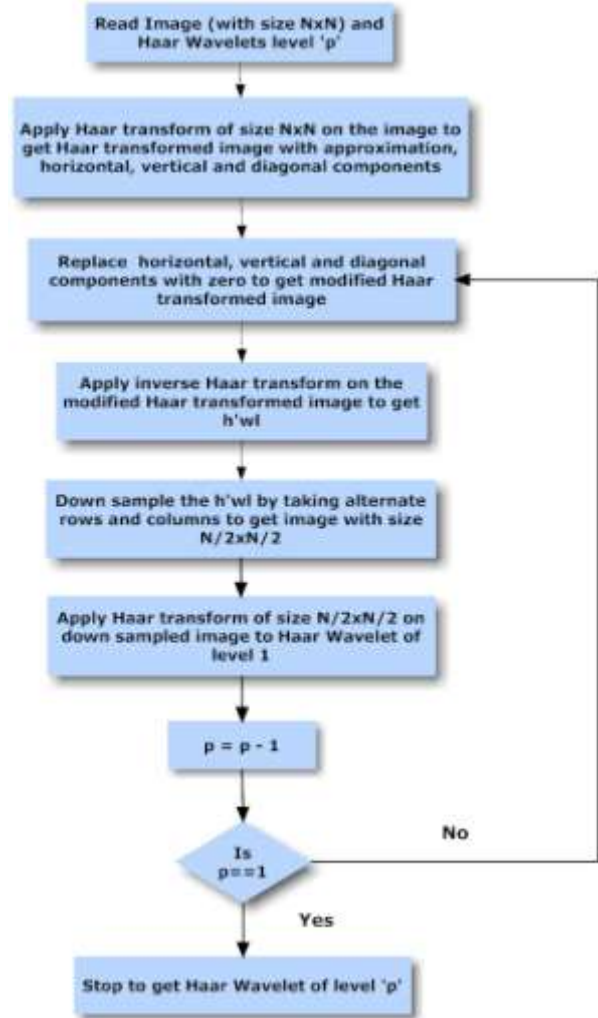 Read Image (with size NxN) and
Haar Wavelets level 'p'
Apply Haar transform of size NxN on the image to
get Haar transformed image with approximation,
horizontal, vertical and diagonal components
Replace horizontal, vertical and diagonal
components with zero to get modified Haar
transformed image
Apply inverse Haar transform on the
modified Haar transformed image to get
h'wl
Down sample the h'wl by taking alternate
rows and columns to get image with size
N/2xN/2
Apply Haar transform of size N/2xN/2 on
down sampled image to Haar Wavelet of
level 1
p = p - 1
Is
p==1
No
Yes
Stop to get Haar Wavelet of level 'p'